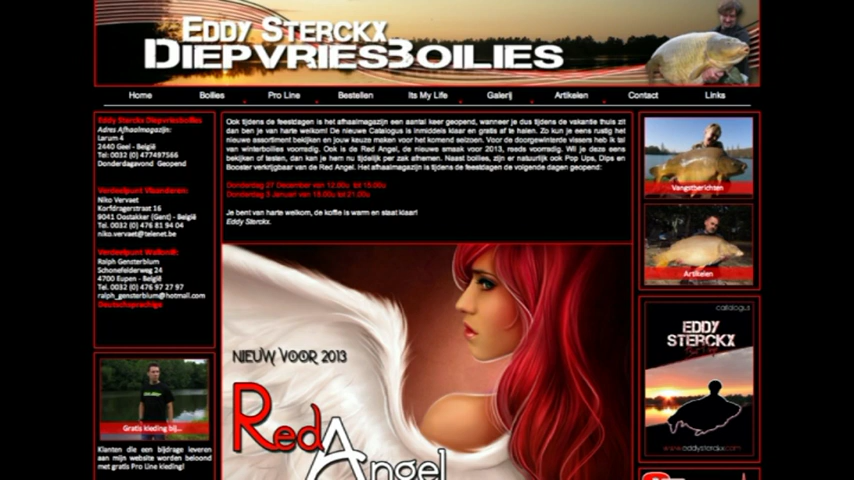 Eddy Sterckx
DiepvriesBoilies
Home
Boilies
Pro Line
Bestellen
Its My Life
Galerij
Artikelen
Contact
Links
Eddy Sterckx Diepvriesboilies
Adres Afhaalmagazijn:
Larum 4
2440 Geel - België
Tel: 0032 (0) 477497566
Donderdagavond Geopend
Verdeelpunt Vlaanderen:
Niko Vervaet
Korfdragerstraat 16
9041 Oostakker (Gent) - België
Tel. 0032 (0) 476 81 94 04
niko.vervaet@telenet.be
Verdeelpunt Wallonië:
Ralph Gensterblum
Schonefelderweg 24
4700 Eupen - België
Tel. 0032 (0) 476 97 27 97
ralph_gensterblum@hotmail.com
Deutschsprachige
Gratis kleding bij...
Klanten die een bijdrage leveren
aan mijn website worden beloond
met gratis Pro Line kleding!
Ook tijdens de feestdagen is het afhaalmagazijn een aantal keer geopend, wanneer je dus tijdens de vakantie thuis zit
dan ben je van harte welkom! De nieuwe Catalogus is inmiddels klaar en gratis af te halen. Zo kun je eens rustig het
nieuwe assortiment bekijken en jouw keuze maken voor het komend seizoen. Voor de doorgewinterde vissers heb ik tal
van winterboilies voorradig. Ook is de Red Angel, de nieuwe smaak voor 2013, reeds voorradig. Wil je deze eens
bekijken of testen, dan kan je hem nu tijdelijk per zak afnemen. Naast boilies, zijn er natuurlijk ook Pop Ups, Dips en
Booster verkrijgbaar van de Red Angel. Het afhaalmagazijn is tijdens de feestdagen de volgende dagen geopend:
Donderdag 27 December van 12.00u tot 18.00u
Donderdag 3 Januari van 18.00u tot 21.00u
Je bent van harte welkom, de koffie is warm en staat klaar!
Eddy Sterckx.
NIEUW VOOR 2013
Red
Angel
Vangstberichten
Artikelen
catalogus
EDDY
STERCKX
www.eddysterckx.com